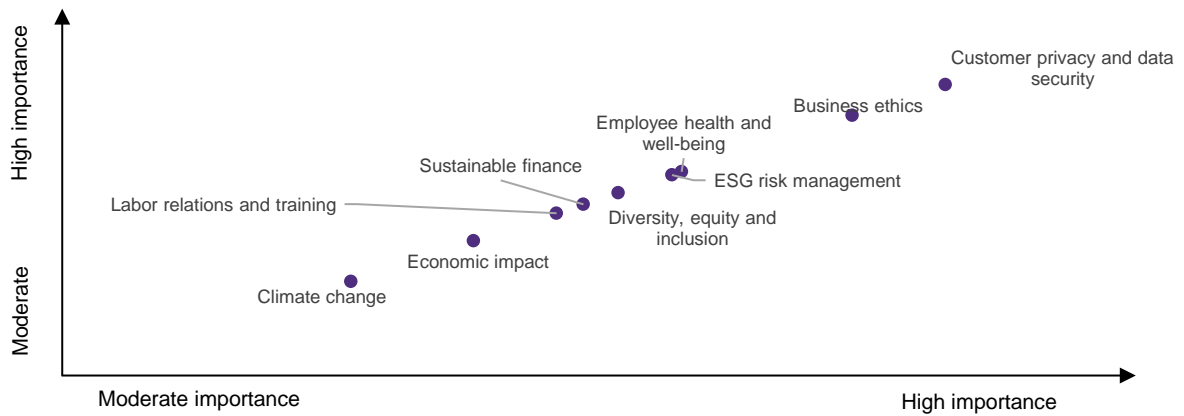 High importance
Moderate
Customer privacy and data
security
Business ethics
Employee health and
well-being
Sustainable finance
ESG risk management
Labor relations and training
Diversity, equity and
inclusion
Economic impact
Climate change
Moderate importance
High importance